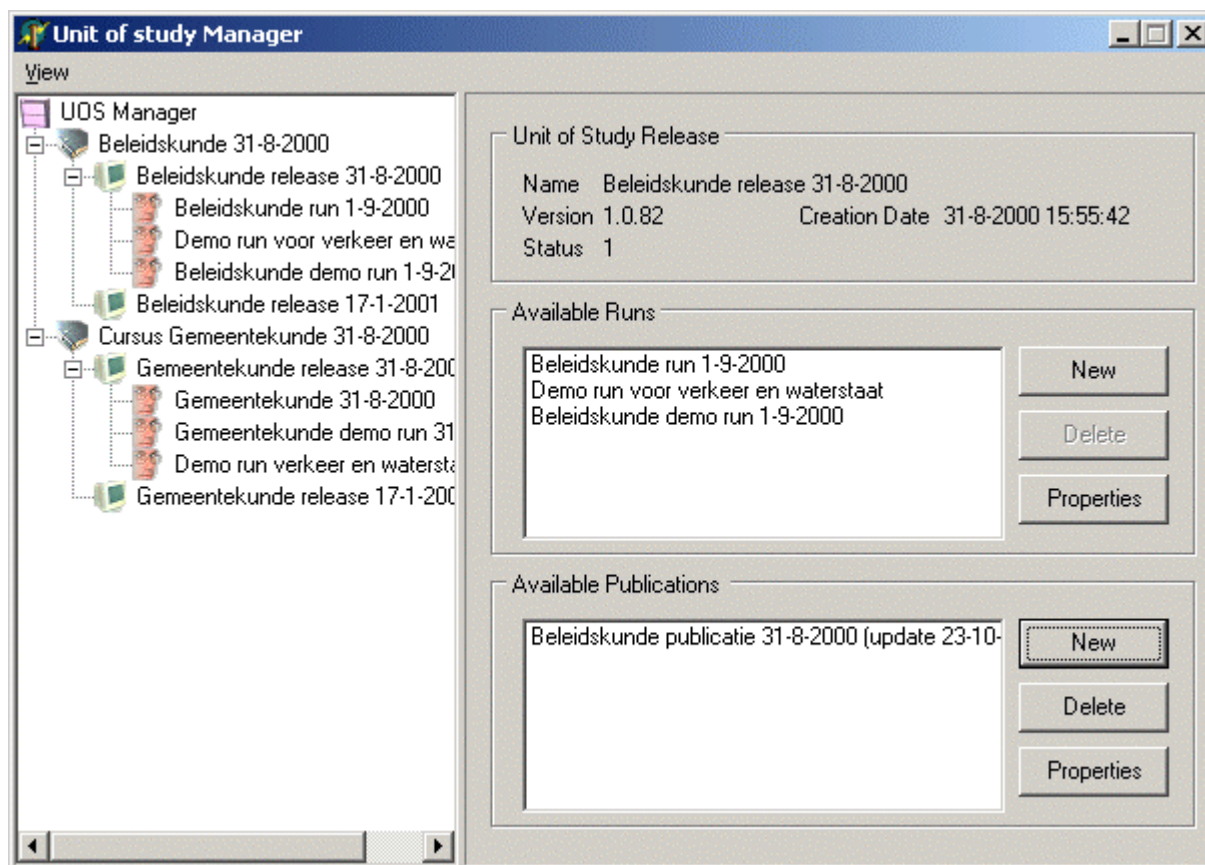 Unit of study Manager
View
UOS Manager
Beleidskunde 31-8-2000
Beleidskunde release 31-8-2000
Beleidskunde run 1-9-2000
Demo run voor verkeer en wa
Beleidskunde demo run 1-9-2
Beleidskunde release 17-1-2001
Cursus Gemeentekunde 31-8-2000
Gemeentekunde release 31-8-200
Gemeentekunde 31-8-2000
Gemeentekunde demo run 31
Demo run verkeer en waterst
Gemeentekunde release 17-1-200
Unit of Study Release
Name Beleidskunde release 31-8-2000
Version 1.0.82 Creation Date 31-8-2000 15:55:42
Status 1
Available Runs
Beleidskunde run 1-9-2000
Demo run voor verkeer en waterstaat
Beleidskunde demo run 1-9-2000
New
Delete
Properties
Available Publications
Beleidskunde publicatie 31-8-2000 (update 23-10-
New
Delete
Properties